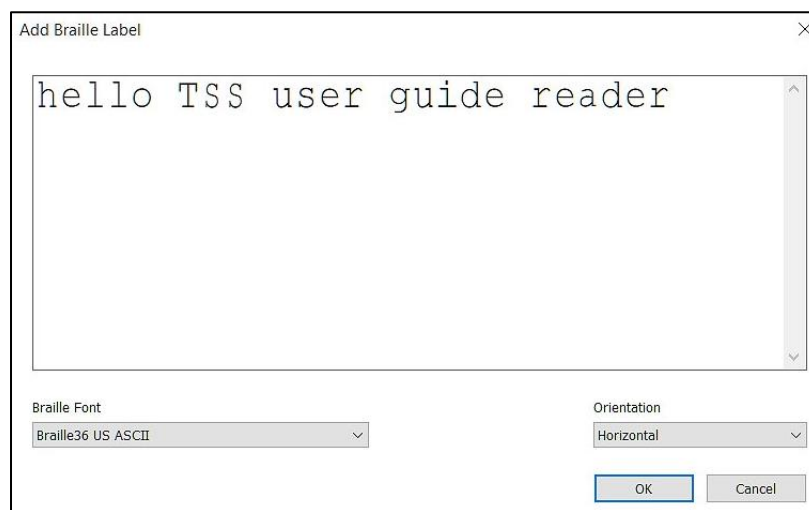 Add Braille Label
hello TSS user guide reader
Braille Font
Orientation
Braille36 US ASCII
Horizontal
OK
Cancel